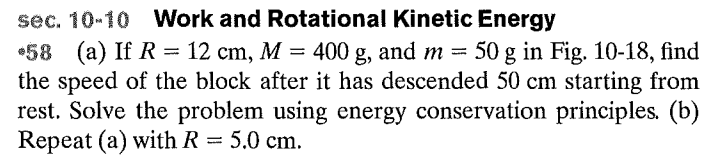 sec. 10-10 Work and Rotational Kinetic Energy
•58 (a) If R = 12 cm, M = 400 g, and m = 50 g in Fig. 10-18, find
the speed of the block after it has descended 50 cm starting from
rest. Solve the problem using energy conservation principles. (b)
Repeat (a) with R = 5.0 cm.